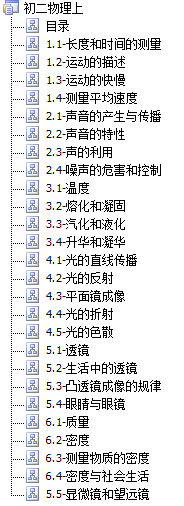 初二物理上
目录
1.1-长度和时间的测量
1.2-运动的描述
1.3-运动的快慢
1.4-测量平均速度
2.1-声音的产生与传播
2.2-声音的特性
2.3-声的利用
2.4-噪声的危害和控制
3.1-温度
3.2-熔化和凝固
3.3-汽化和液化
3.4-升华和凝华
4.1-光的直线传播
4.2-光的反射
4.3-平面镜成像
4.4-光的折射
4.5-光的色散
5.1-透镜
5.2-生活中的透镜
5.3-凸透镜成像的规律
5.4-眼睛与眼镜
6.1-质量
6.2-密度
6.3-测量物质的密度
6.4-密度与社会生活
5.5-显微镜和望远镜